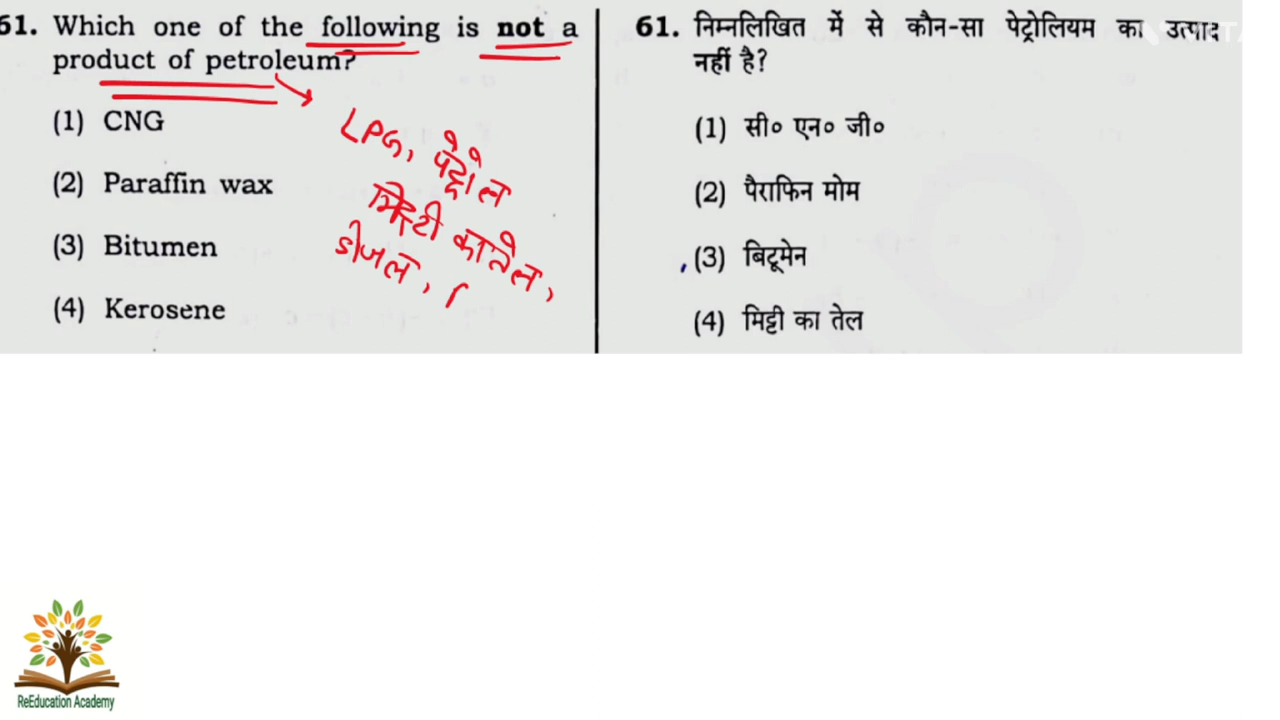 61. Which one of the following is not a
product of petroleum?
(1) CNG
(2) Paraffin wax
(3) Bitumen
(4) Kerosene
LPG, पेट्रोल
मिट्टी का तेल,
डीजल,
61. निम्नलिखित में से कौन-सा पेट्रोलियम का उत्पाद
नहीं है?
(1) सी० एन० जी०
(2) पैराफिन मोम
(3) बिटूमेन
(4) मिट्टी का तेल
ReEducation Academy